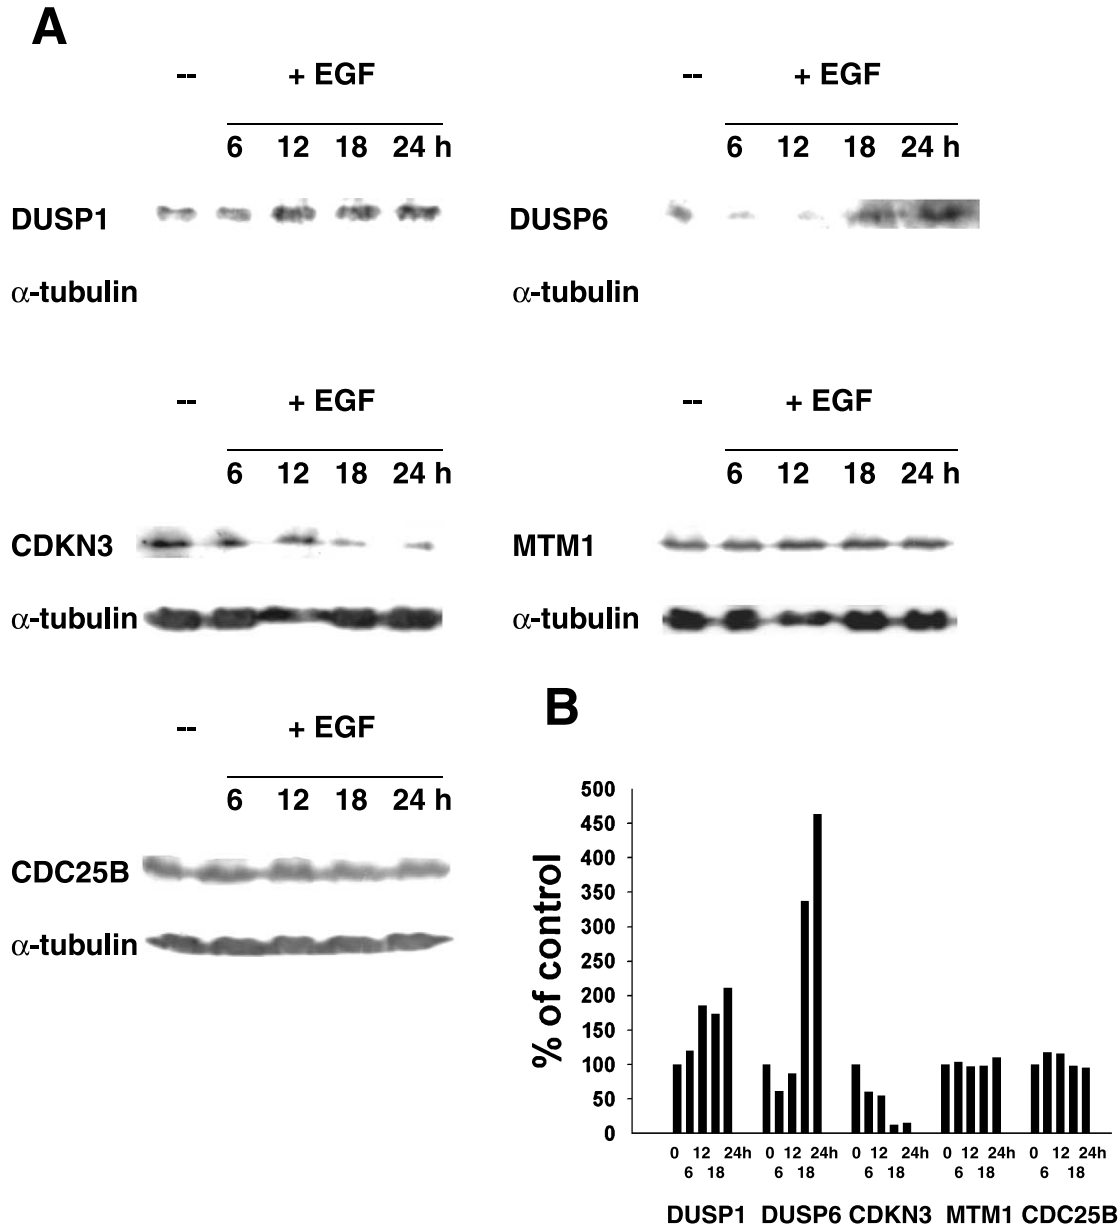 A
-- + EGF
6 12 18 24 h
DUSP1
α-tubulin
-- + EGF
6 12 18 24 h
DUSP6
α-tubulin
-- + EGF
6 12 18 24 h
CDKN3
α-tubulin
-- + EGF
6 12 18 24 h
MTM1
α-tubulin
-- + EGF
6 12 18 24 h
CDC25B
α-tubulin
B
% of control
500
450
400
350
300
250
200
150
100
50
0
0 12 24h 0 12 24h 0 12 24h 0 12 24h 0 12 24h
6 18 6 18 6 18 6 18 6 18
DUSP1 DUSP6 CDKN3 MTM1 CDC25B